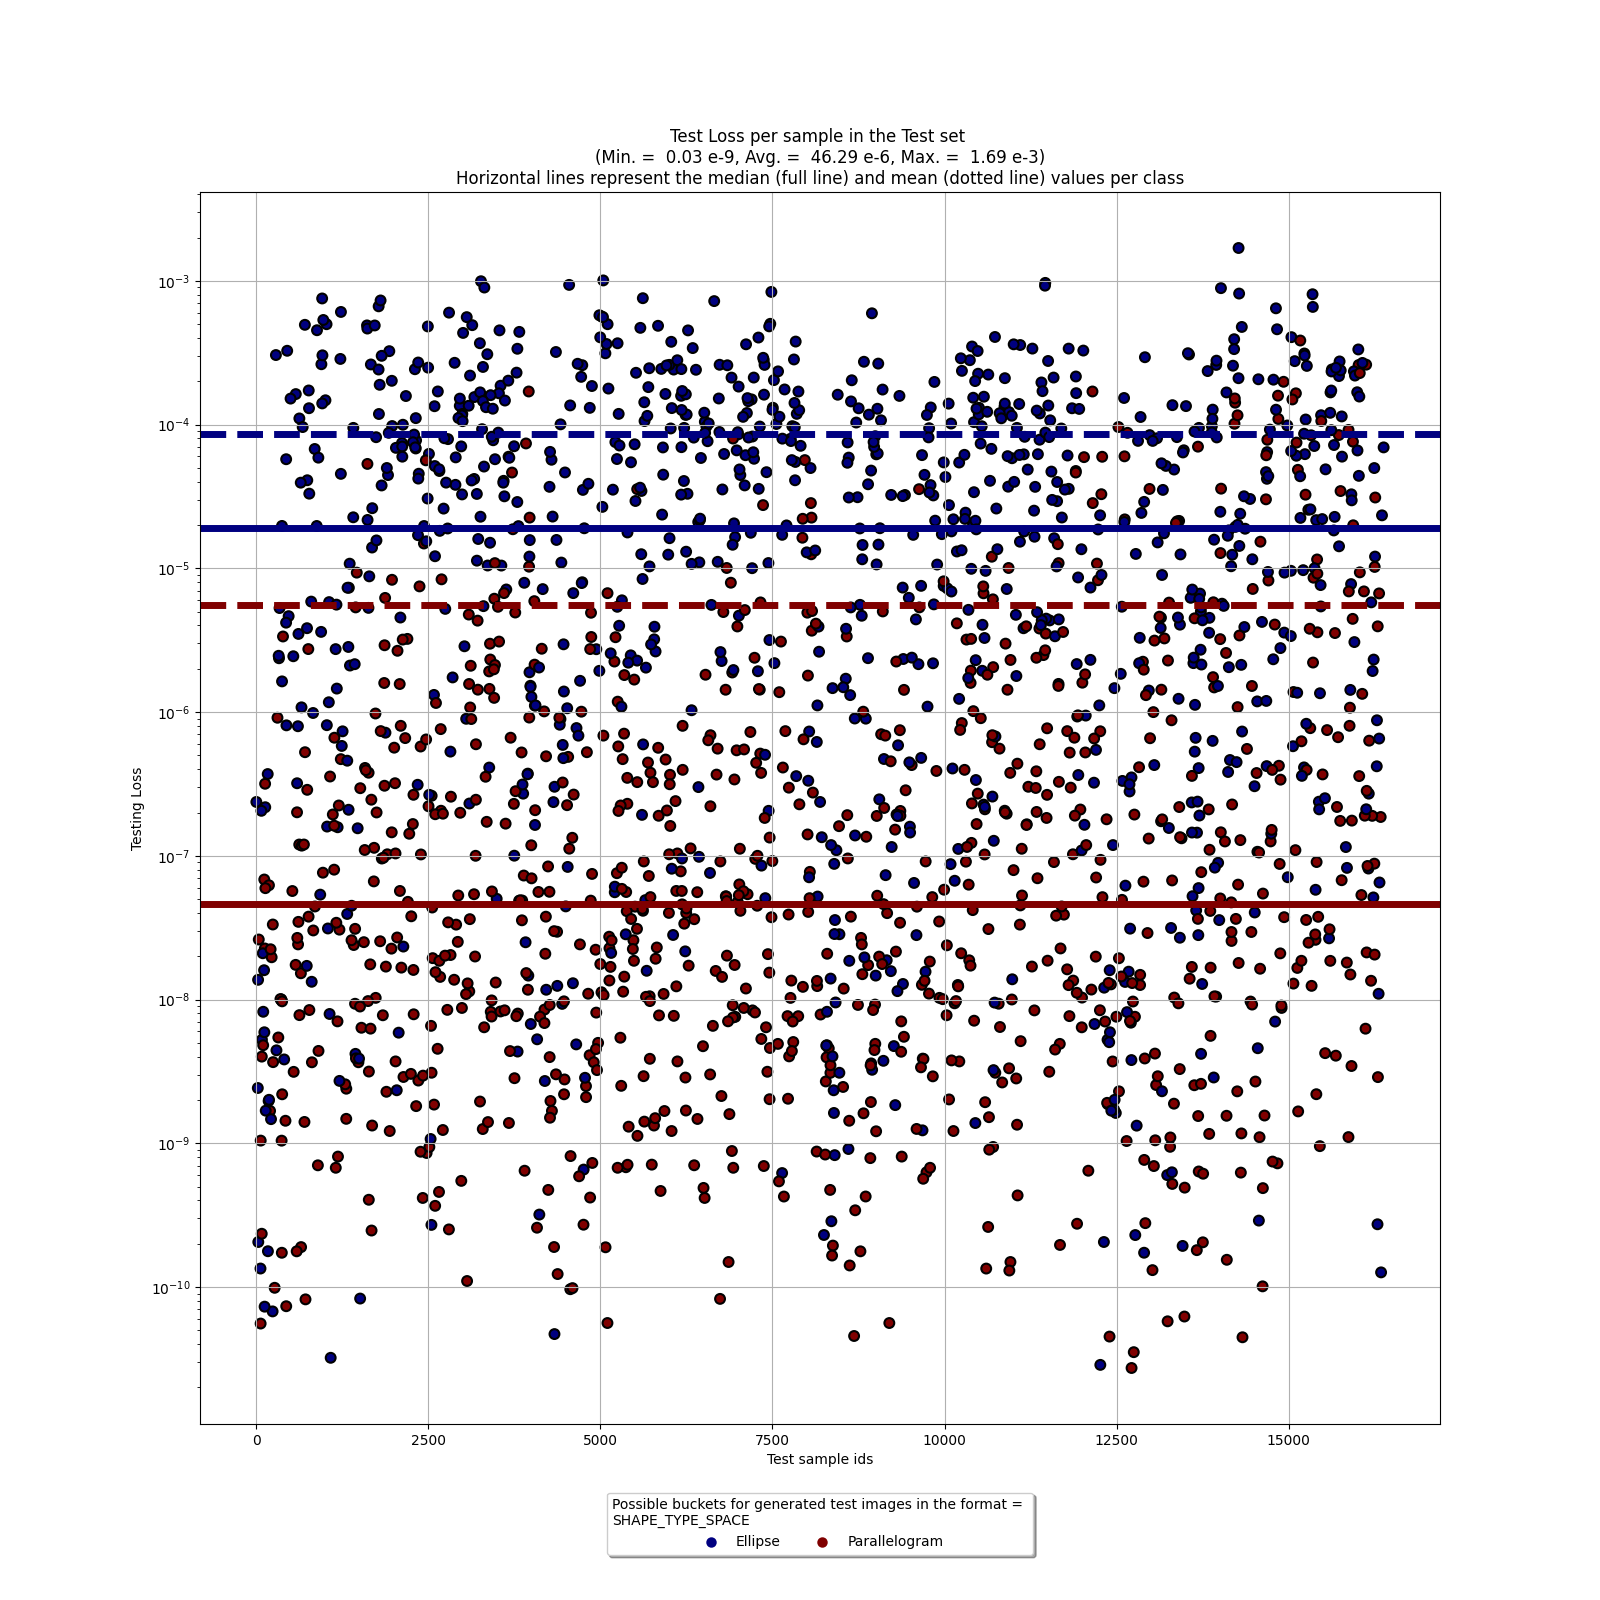 Test Loss per sample in the Test set
(Min. =  0.03 e-9, Avg. =  46.29 e-6, Max. =  1.69 e-3)
Horizontal lines represent the median (full line) and mean (dotted line) values per class
Testing Loss
10⁻³
10⁻⁴
10⁻⁵
10⁻⁶
10⁻⁷
10⁻⁸
10⁻⁹
10⁻¹⁰
0 2500 5000 7500 10000 12500 15000
Test sample ids
Possible buckets for generated test images in the format =
SHAPE_TYPE_SPACE
Ellipse Parallelogram